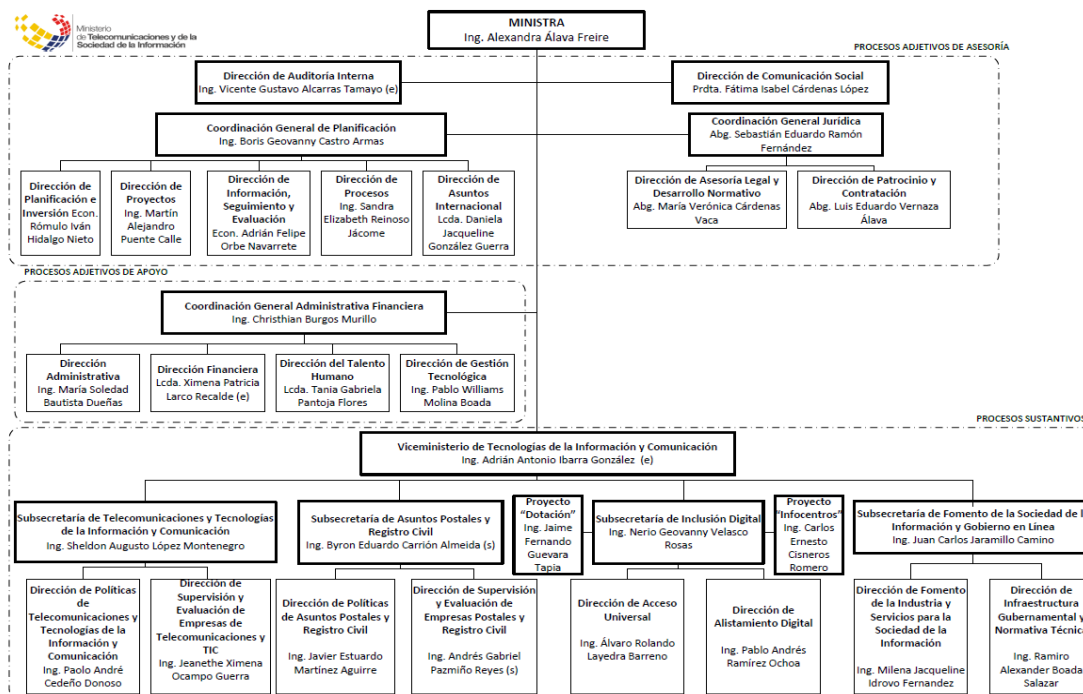 Ministerio
de Telecomunicaciones y de la
Sociedad de la Información
MINISTRA
Ing. Alexandra Álava Freire
PROCESOS ADJETIVOS DE ASESORÍA
Dirección de Auditoría Interna
Ing. Vicente Gustavo Alcarras Tamayo (e)
Dirección de Comunicación Social
Prdta. Fátima Isabel Cárdenas López
Coordinación General de Planificación
Ing. Boris Geovanny Castro Armas
Coordinación General Jurídica
Abg. Sebastián Eduardo Ramón
Fernández
Dirección de
Planificación e
Inversión Econ.
Rómulo Iván
Hidalgo Nieto
Dirección de
Proyectos
Ing. Martín
Alejandro
Puente Calle
Dirección de
Información,
Seguimiento y
Evaluación
Econ. Adrián Felipe
Orbe Navarrete
Dirección de
Procesos
Ing. Sandra
Elizabeth Reinoso
Jácome
Dirección de
Asuntos
Internacional
Lcda. Daniela
Jacqueline
González Guerra
Dirección de Asesoría Legal y
Desarrollo Normativo
Abg. María Verónica Cárdenas
Vaca
Dirección de Patrocinio y
Contratación
Abg. Luis Eduardo Vernaza
Álava
PROCESOS ADJETIVOS DE APOYO
Coordinación General Administrativa Financiera
Ing. Christhian Burgos Murillo
Dirección
Administrativa
Ing. María Soledad
Bautista Dueñas
Dirección Financiera
Lcda. Ximena Patricia
Larco Recalde (e)
Dirección del Talento
Humano
Lcda. Tania Gabriela
Pantoja Flores
Dirección de Gestión
Tecnológica
Ing. Pablo Williams
Molina Boada
PROCESOS SUSTANTIVOS
Viceministerio de Tecnologías de la Información y Comunicación
Ing. Adrián Antonio Ibarra González (e)
Subsecretaría de Telecomunicaciones y Tecnologías
de la Información y Comunicación
Ing. Sheldon Augusto López Montenegro
Subsecretaría de Asuntos Postales y
Registro Civil
Ing. Byron Eduardo Carrión Almeida (s)
Proyecto
"Dotación"
Ing. Jaime
Fernando
Guevara
Tapia
Subsecretaría de Inclusión Digital
Ing. Nerio Geovanny Velasco
Rosas
Proyecto
"Infocentros"
Ing. Carlos
Ernesto
Cisneros
Romero
Subsecretaría de Fomento de la Sociedad de la
Información y Gobierno en Línea
Ing. Juan Carlos Jaramillo Camino
Dirección de Políticas
de
Telecomunicaciones y
Tecnologías de la
Información y
Comunicación
Ing. Paolo André
Cedeño Donoso
Dirección de
Supervisión y
Evaluación de
Empresas de
Telecomunicaciones y
TIC
Ing. Jeanethe Ximena
Ocampo Guerra
Dirección de Políticas
de Asuntos Postales y
Registro Civil
Ing. Javier Estuardo
Martínez Aguirre
Dirección de Supervisión
y Evaluación de
Empresas Postales y
Registro Civil
Ing. Andrés Gabriel
Pazmiño Reyes (s)
Dirección de Acceso
Universal
Ing. Álvaro Rolando
Layedra Barreno
Dirección de
Alistamiento Digital
Ing. Pablo Andrés
Ramírez Ochoa
Dirección de Fomento
de la Industria y
Servicios para la
Sociedad de la
Información
Ing. Milena Jacqueline
Idrovo Fernandez
Dirección de
Infraestructura
Gubernamental y
Normativa Técnica
Ing. Ramiro
Alexander Boada
Salazar